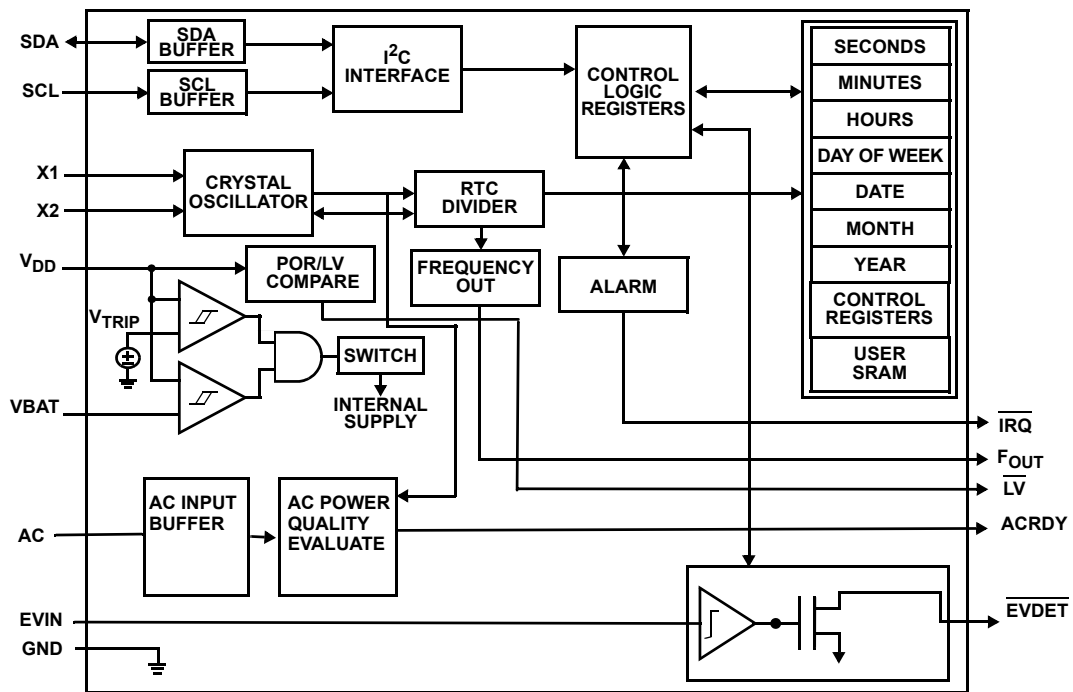 SDA
SDA
BUFFER
SCL
SCL
BUFFER
I²C
INTERFACE
CONTROL
LOGIC
REGISTERS
SECONDS
MINUTES
HOURS
DAY OF WEEK
DATE
MONTH
YEAR
CONTROL
REGISTERS
USER
SRAM
X1
X2
CRYSTAL
OSCILLATOR
RTC
DIVIDER
FREQUENCY
OUT
ALARM
VDD
POR/LV
COMPARE
VTRIP
SWITCH
INTERNAL
SUPPLY
VBAT
IRQ
FOUT
LV
AC
AC INPUT
BUFFER
AC POWER
QUALITY
EVALUATE
ACRDY
EVIN
EVDET
GND